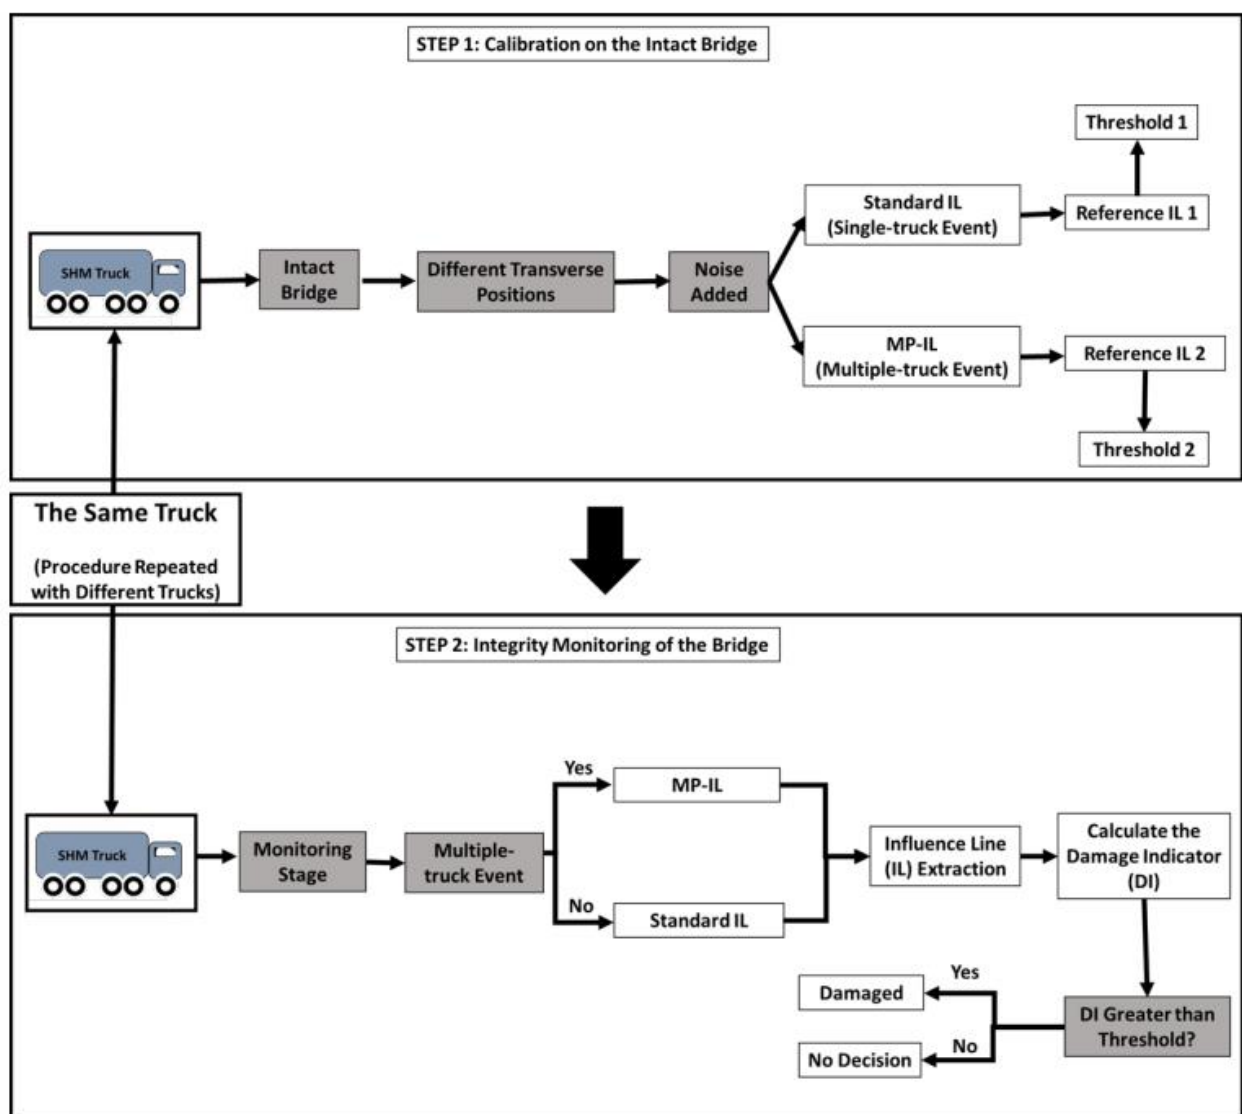 STEP 1: Calibration on the Intact Bridge
Threshold 1
Standard IL
(Single-truck Event)
Reference IL 1
SHM Truck
Intact
Bridge
Different Transverse
Positions
Noise
Added
MP-IL
(Multiple-truck Event)
Reference IL 2
Threshold 2
The Same Truck
(Procedure Repeated
with Different Trucks)
STEP 2: Integrity Monitoring of the Bridge
SHM Truck
Monitoring
Stage
Multiple-
truck Event
Yes
MP-IL
No
Standard IL
Influence Line
(IL) Extraction
Calculate the
Damage Indicator
(DI)
DI Greater than
Threshold?
Yes
Damaged
No
No Decision